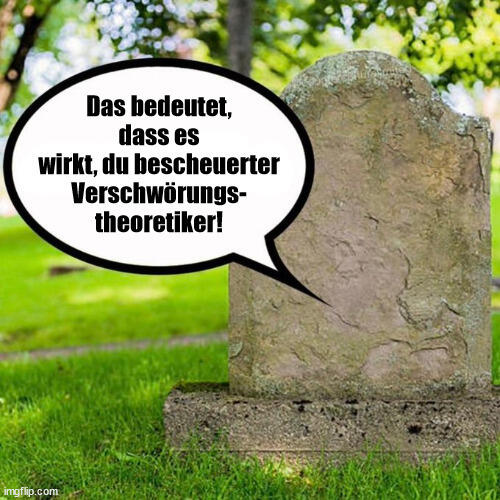 Das bedeutet,
dass es
wirkt, du bescheuerter
Verschwörungs-
theoretiker!
imgflip.com